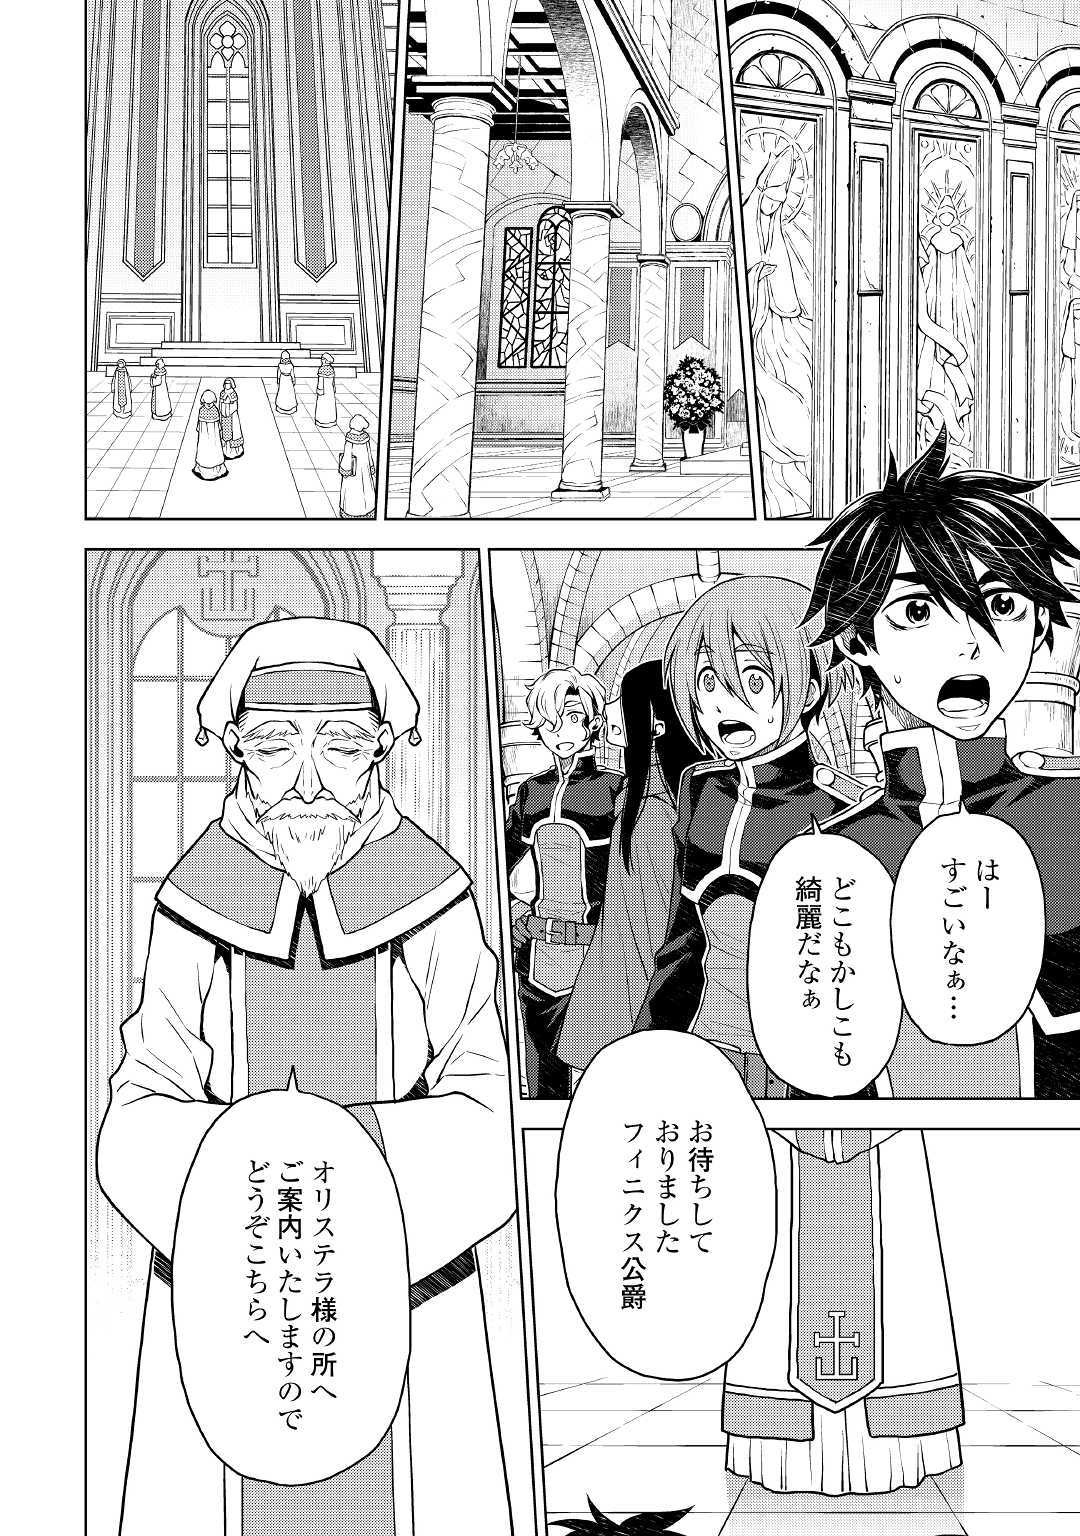 はー
すごいなぁ…
どこもかしこも
綺麗だなぁ
お待ちして
おりました
フィニクス公爵
オリステラ様の所へ
ご案内いたしますので
どうぞこちらへ